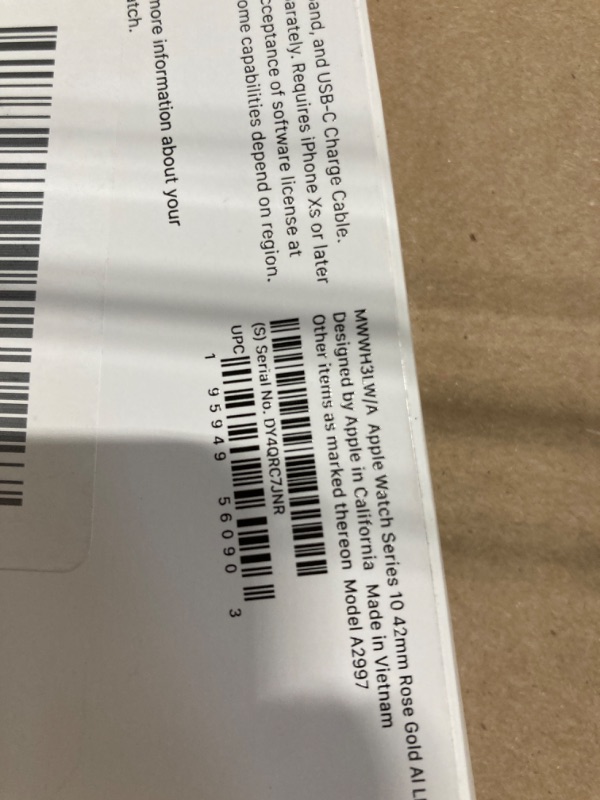 and, and USB-C Charge Cable.
arately. Requires iPhone Xs or later
cceptance of software license at
ome capabilities depend on region.
more information about your
tch.
MWWH3LW/A Apple Watch Series 10 42mm Rose Gold Al
Designed by Apple in California Made in Vietnam
Other items as marked thereon Model A2997
(S) Serial No. DY4QRC7JNR
UPC
1 95949 56090 3